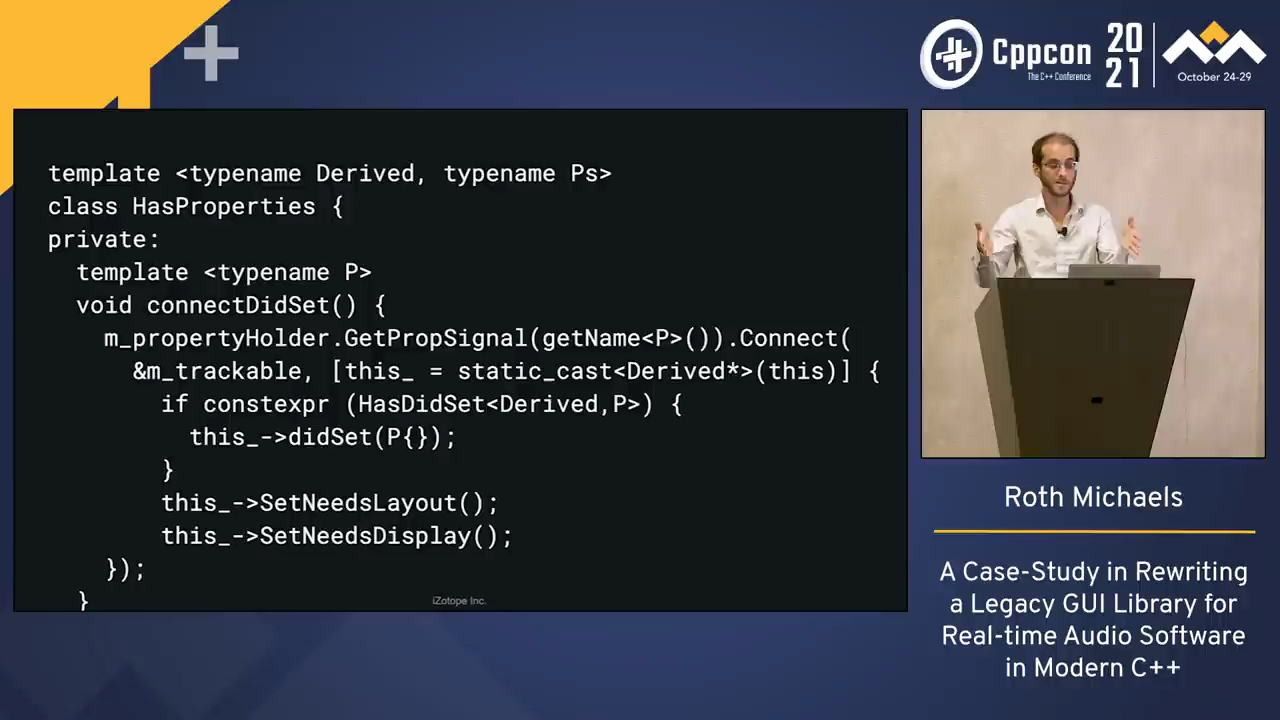 Cppcon
The C++ Conference
20
21
October 24-29
template <typename Derived, typename Ps>
class HasProperties {
private:
  template <typename P>
  void connectDidSet() {
    m_propertyHolder.GetPropSignal(getName<P>()).Connect(
      &m_trackable, [this_ = static_cast<Derived*>(this)] {
        if constexpr (HasDidSet<Derived,P>) {
          this_->didSet(P{});
        }
        this_->SetNeedsLayout();
        this_->SetNeedsDisplay();
    });
  }
iZotope Inc.
Roth Michaels
A Case-Study in Rewriting
a Legacy GUI Library for
Real-time Audio Software
in Modern C++